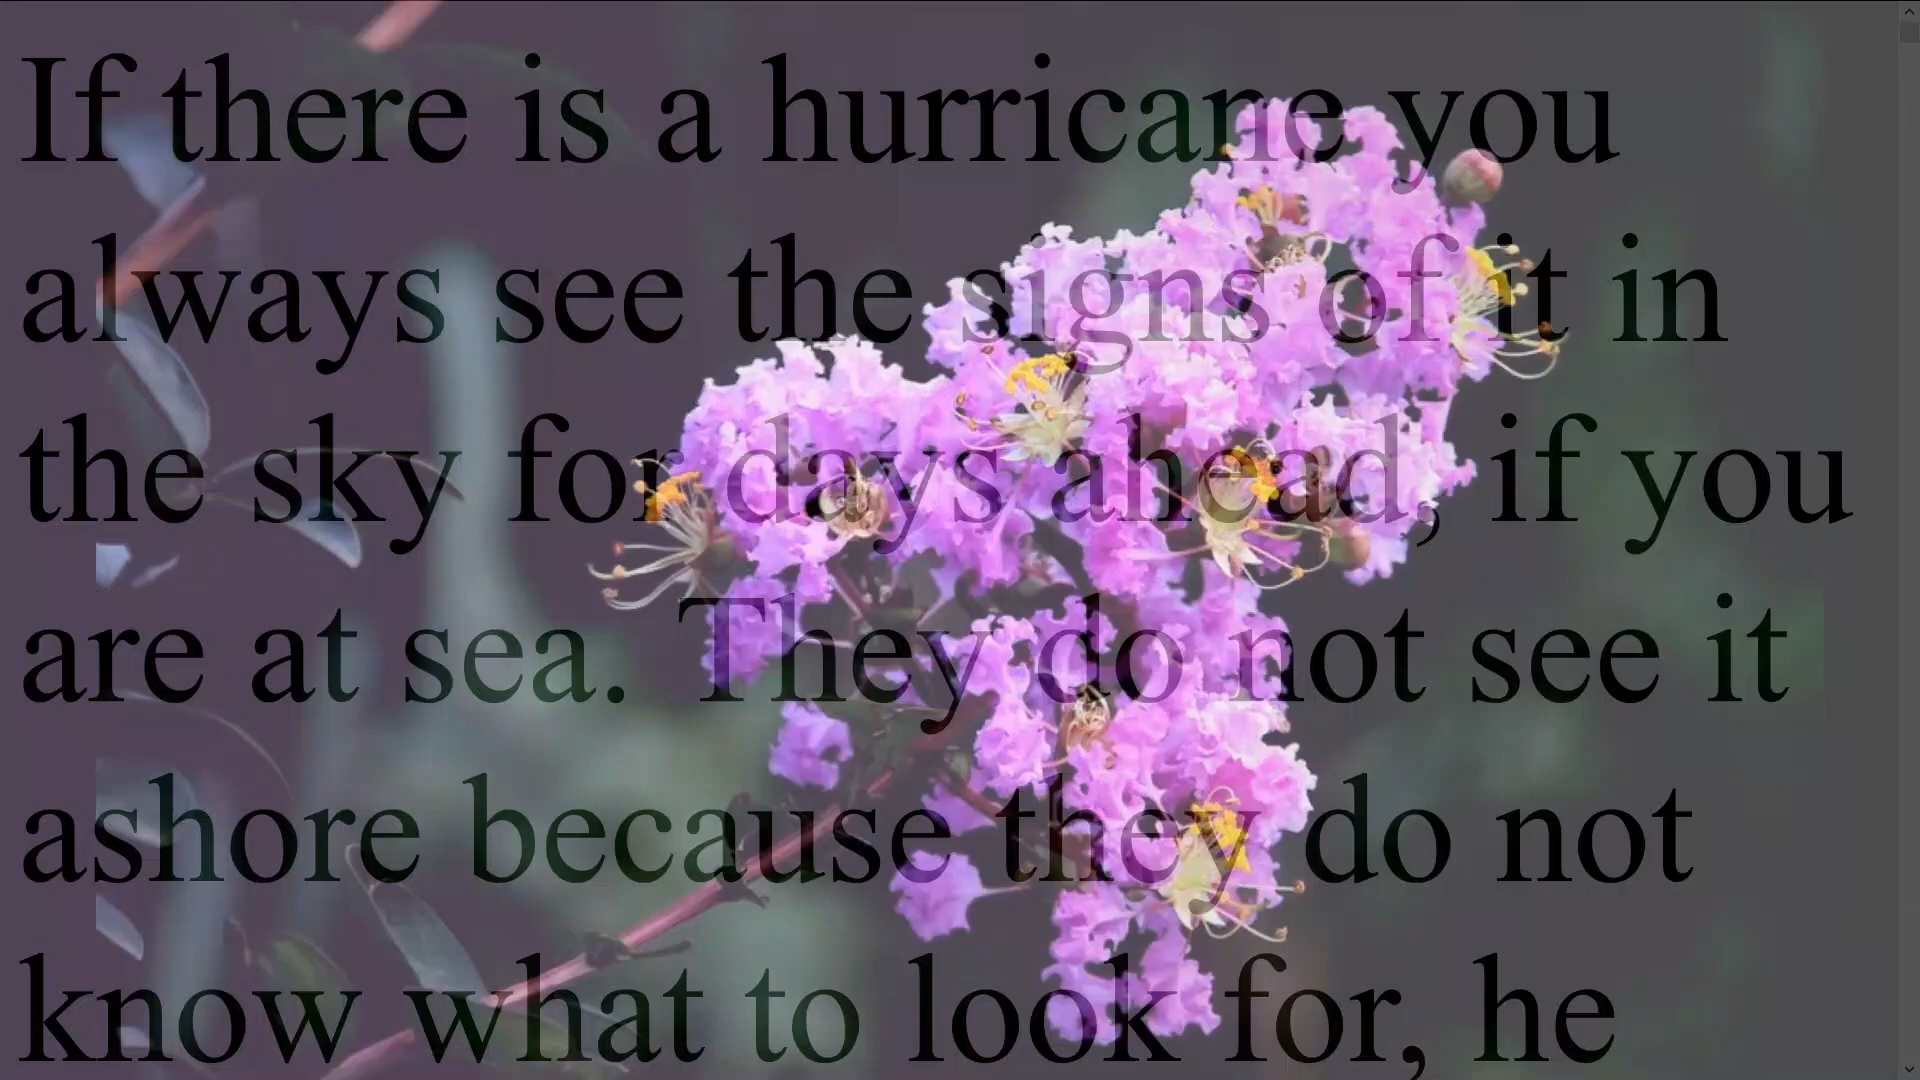 If there is a hurricane you
always see the signs of it in
the sky for days ahead, if you
are at sea. They do not see it
ashore because they do not
know what to look for, he